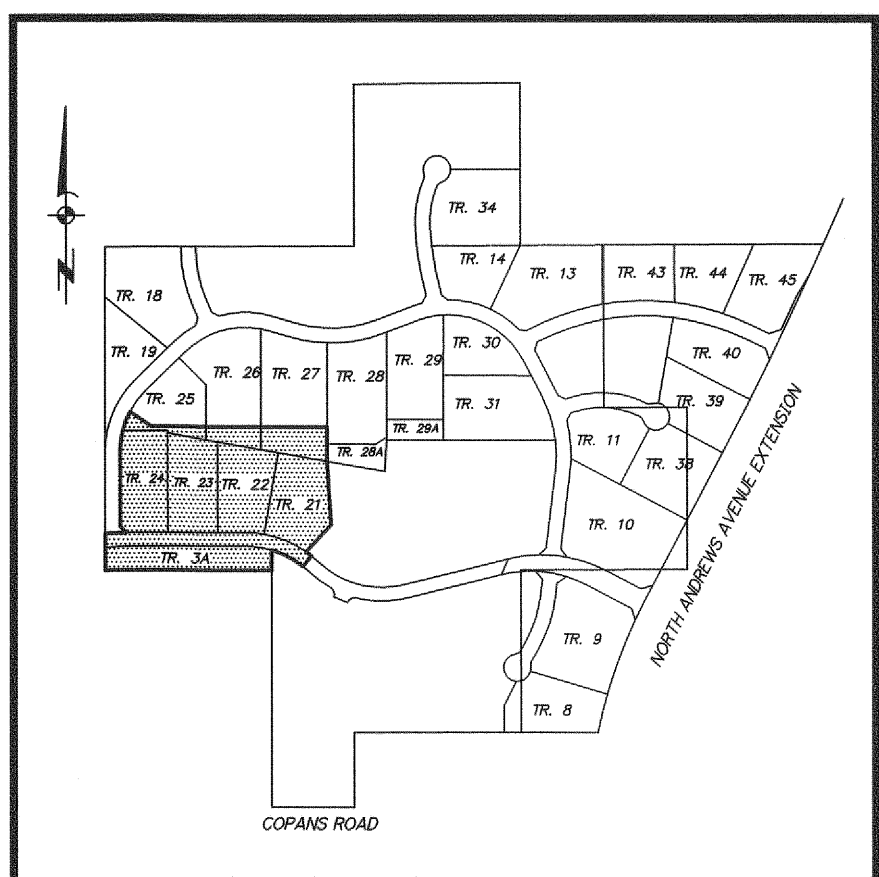 TR. 34
TR. 14
TR. 13
TR. 43
TR. 44
TR. 45
TR. 18
TR. 19
TR. 25
TR. 26
TR. 27
TR. 28
TR. 29
TR. 30
TR. 31
TR. 29A
TR. 28A
TR. 40
TR. 39
TR. 38
TR. 11
TR. 10
TR. 24
TR. 23
TR. 22
TR. 21
TR. 3A
TR. 9
TR. 8
NORTH ANDREWS AVENUE EXTENSION
COPANS ROAD
N